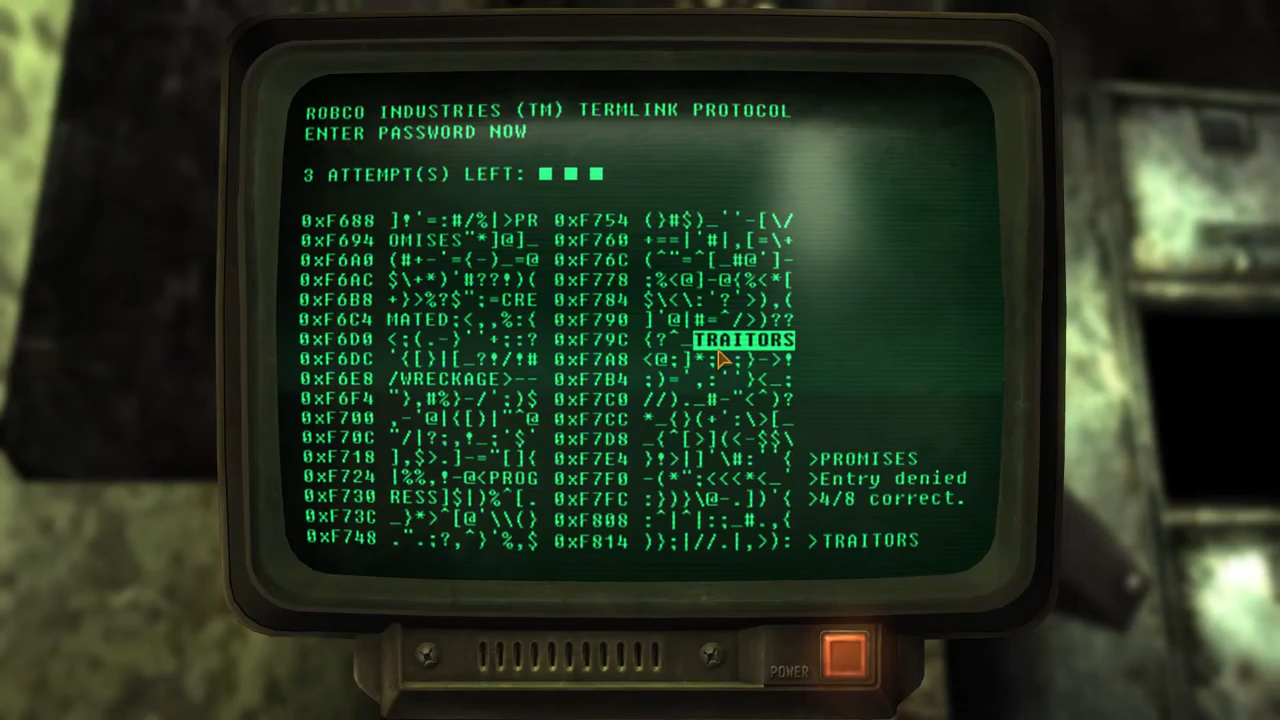 ROBCO INDUSTRIES (TM) TERMLINK PROTOCOL
ENTER PASSWORD NOW
3 ATTEMPT(S) LEFT: ■ ■ ■
0xF688 ]!'=:#/%|>PR 0xF754 (}#$)_''-[\/
0xF694 OMISES"*]@]_ 0xF760 +==|'#|,[=\+
0xF6A0 (#+-'={-)_=@ 0xF76C (^"=^[_#@']-
0xF6AC $\+*)'#??!)( 0xF778 :%<@]-@{%<*[
0xF6B8 +}>%?$";=CRE 0xF784 $\<\:'?'>),(
0xF6C4 MATED;<,,%:{ 0xF790 ]'@|#=^/>)??
0xF6D0 <;(.-}''+;:? 0xF79C {?^_TRAITORS
0xF6DC '{[}|[_?!/!# 0xF7A8 <@;]*: ;}->!
0xF6E8 /WRECKAGE>-- 0xF7B4 :)=',:''}<_;
0xF6F4 "},#%}-/';)$ 0xF7C0 //)._#-"<^)?
0xF700 ,-'@|{[)|"^@ 0xF7CC *_{}(+':\>[_
0xF70C "/|?:,!_;'$' 0xF7D8 _{^[>](<-$$\
0xF718 ],$>.]-="[]{ 0xF7E4 }!>|]'\#:''{ >PROMISES
0xF724 |%%,!-@<PROG 0xF7F0 -(*";<<<*<_' >Entry denied
0xF730 RESS]$|)%^[. 0xF7FC :}}}\@-.])'{ >4/8 correct.
0xF73C _}*>^[@'\\(} 0xF808 :^|^|:;_#.,{
0xF748 .".:?,^}'%,$ 0xF814 )};|//.|,>): >TRAITORS
POWER